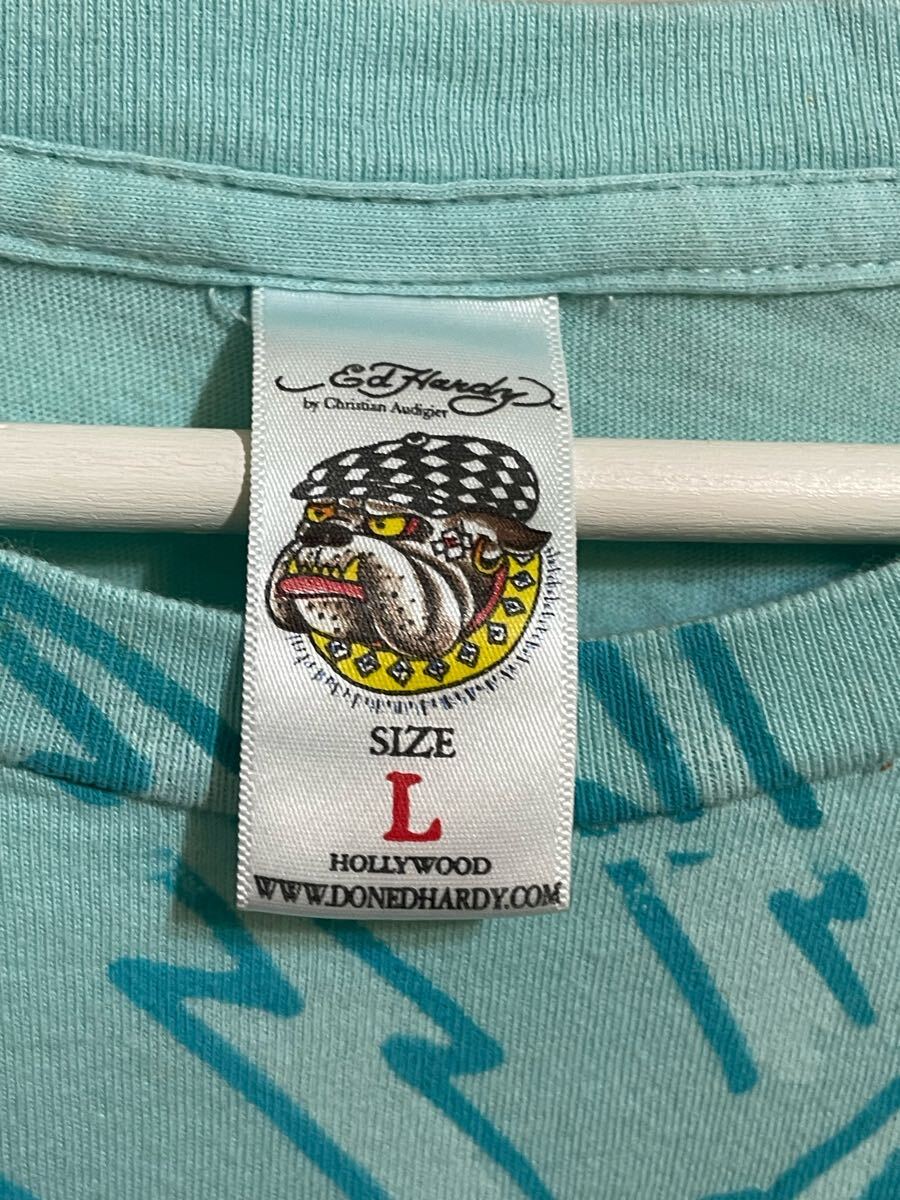 Ed Hardy
by Christian Audigier
SIZE
L
HOLLYWOOD
WWW.DONEDHARDY.COM